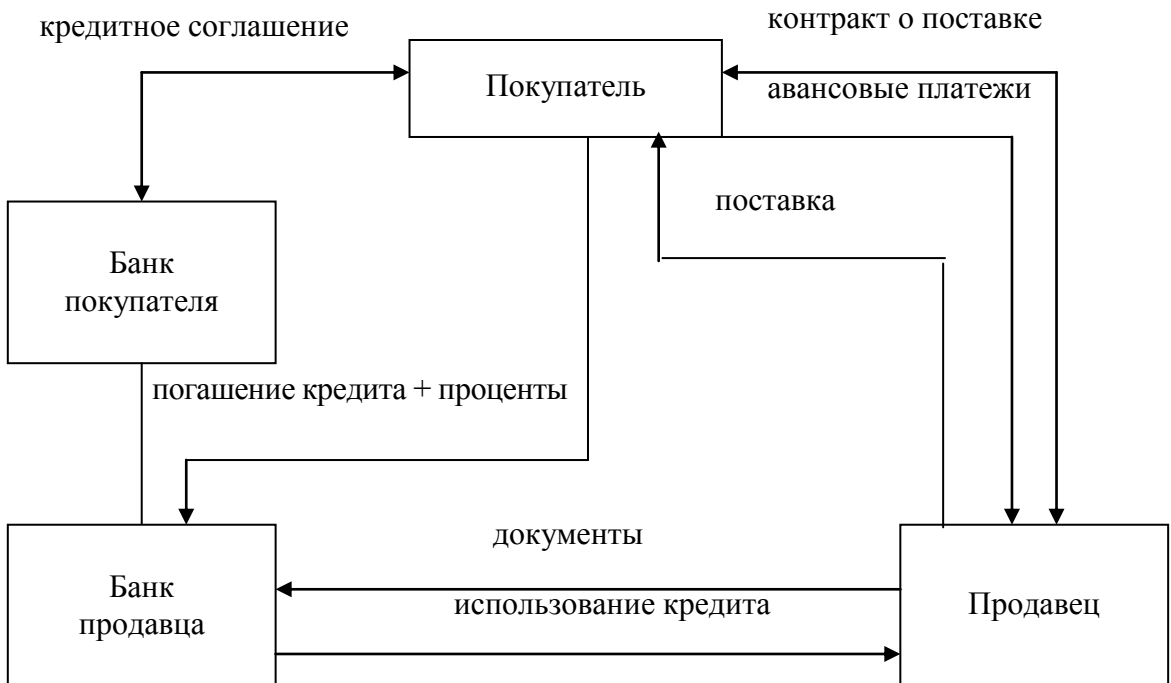 кредитное соглашение
контракт о поставке
Покупатель
авансовые платежи
поставка
Банк
покупателя
погашение кредита + проценты
документы
Банк
продавца
использование кредита
Продавец